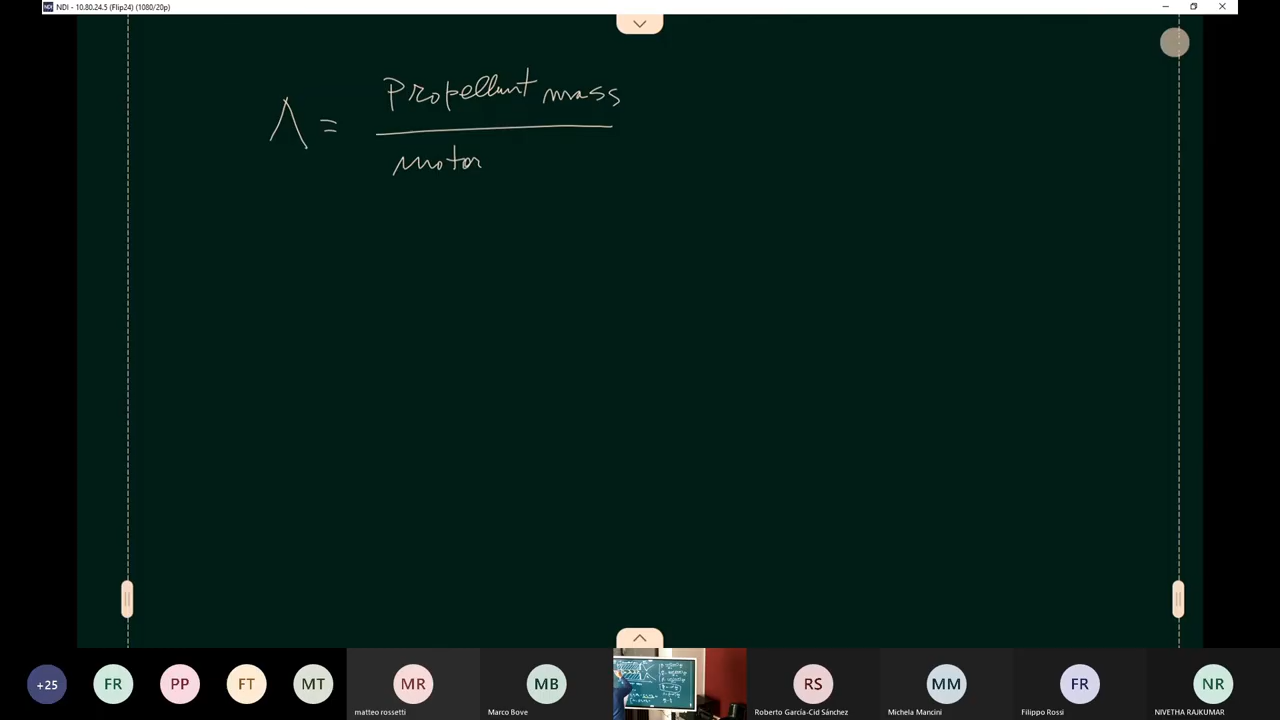 NDI - 10.80.24.5 (Flip24) (1080/20p)
Λ = Propellant mass
motor
+25
FR
PP
FT
MT
MR
matteo rossetti
MB
Marco Bove
RS
Roberto García-Cid Sánchez
MM
Michela Mancini
FR
Filippo Rossi
NR
NIVETHA RAJKUMAR